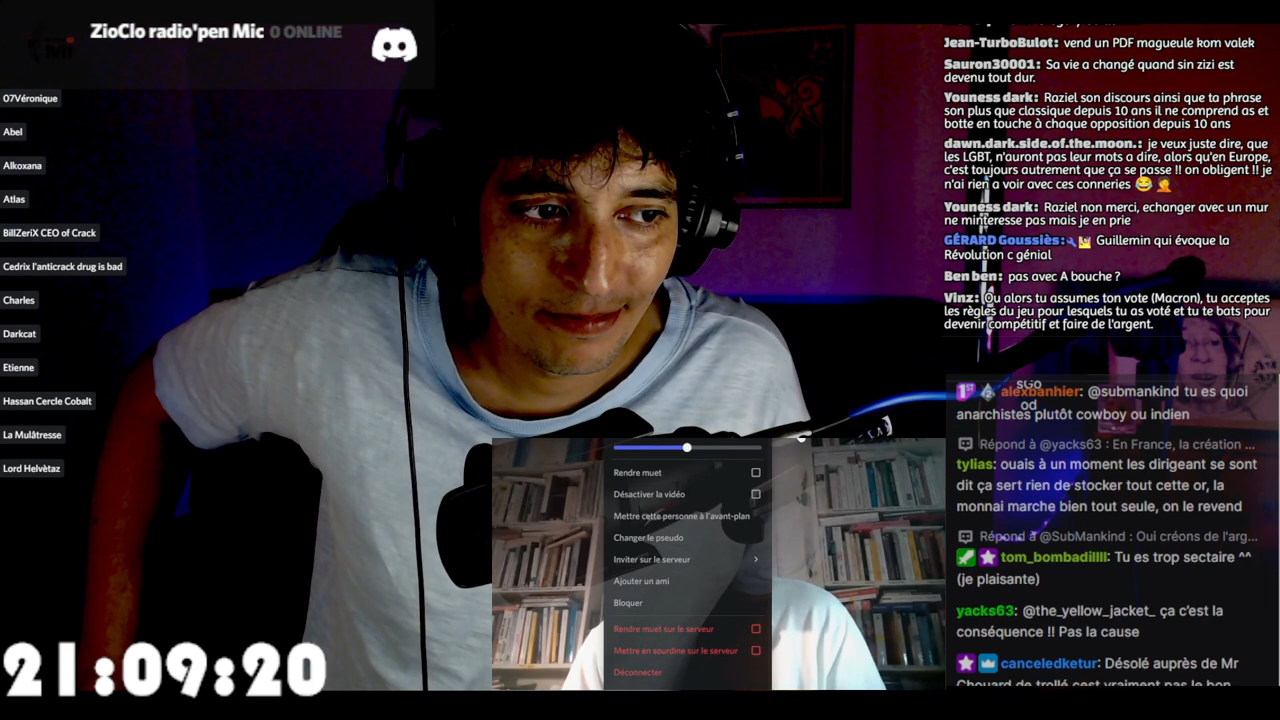 ZioClo radio'pen Mic 0 ONLINE
07Véronique
Abel
Alkoxana
Atlas
BillZeriX CEO of Crack
Cedrix l'anticrack drug is bad
Charles
Darkcat
Etienne
Hassan Cercle Cobalt
La Mulâtresse
Lord Helvètaz
21:09:20
Jean-TurboBulot: vend un PDF magueule kom valek
Sauron30001: Sa vie a changé quand sin zizi est
devenu tout dur.
Youness dark: Raziel son discours ainsi que ta phrase
son plus que classique depuis 10 ans il ne comprend as et
botte en touche à chaque opposition depuis 10 ans
dawn.dark.side.of.the.moon.: je veux juste dire, que
les LGBT, n'auront pas leur mots a dire, alors qu'en Europe,
c'est toujours autrement que ça se passe !! on obligent !! je
n'ai rien a voir avec ces conneries 😂 🤦
Youness dark: Raziel non merci, echanger avec un mur
ne minteresse pas mais je en prie
GÉRARD Goussiès: Guillemin qui évoque la
Révolution c génial
Ben ben: pas avec A bouche ?
Vinz: Ou alors tu assumes ton vote (Macron), tu acceptes
les règles du jeu pour lesquels tu as voté et tu te bats pour
devenir compétitif et faire de l'argent.
Rendre muet
Désactiver la vidéo
Mettre cette personne à l'avant-plan
Changer le pseudo
Inviter sur le serveur
Ajouter un ami
Bloquer
Rendre muet sur le serveur
Mettre en sourdine sur le serveur
Déconnecter
1ST 2 alexbanhier: @submankind tu es quoi
anarchistes plutôt cowboy ou indien
Répond à @yacks63 : En France, la création ...
tylias: ouais à un moment les dirigeant se sont
dit ça sert rien de stocker tout cette or, la
monnai marche bien tout seule, on le revend
Répond à @SubMankind : Oui créons de l'arg...
tom_bombadillll: Tu es trop sectaire ^^
(je plaisante)
yacks63: @the_yellow_jacket_ ça c'est la
conséquence !! Pas la cause
canceledketur: Désolé auprès de Mr
Chouard de trollé cest vraiment pas le bon